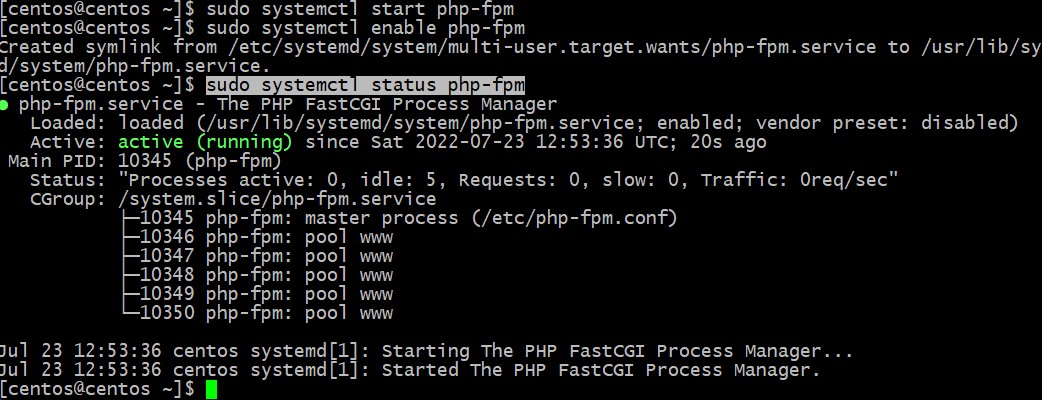 [centos@centos ~]$ sudo systemctl start php-fpm
[centos@centos ~]$ sudo systemctl enable php-fpm
Created symlink from /etc/systemd/system/multi-user.target.wants/php-fpm.service to /usr/lib/sy
d/system/php-fpm.service.
[centos@centos ~]$ sudo systemctl status php-fpm
● php-fpm.service - The PHP FastCGI Process Manager
   Loaded: loaded (/usr/lib/systemd/system/php-fpm.service; enabled; vendor preset: disabled)
   Active: active (running) since Sat 2022-07-23 12:53:36 UTC; 20s ago
 Main PID: 10345 (php-fpm)
   Status: "Processes active: 0, idle: 5, Requests: 0, slow: 0, Traffic: 0req/sec"
   CGroup: /system.slice/php-fpm.service
           ├─10345 php-fpm: master process (/etc/php-fpm.conf)
           ├─10346 php-fpm: pool www
           ├─10347 php-fpm: pool www
           ├─10348 php-fpm: pool www
           ├─10349 php-fpm: pool www
           └─10350 php-fpm: pool www
Jul 23 12:53:36 centos systemd[1]: Starting The PHP FastCGI Process Manager...
Jul 23 12:53:36 centos systemd[1]: Started The PHP FastCGI Process Manager.
[centos@centos ~]$